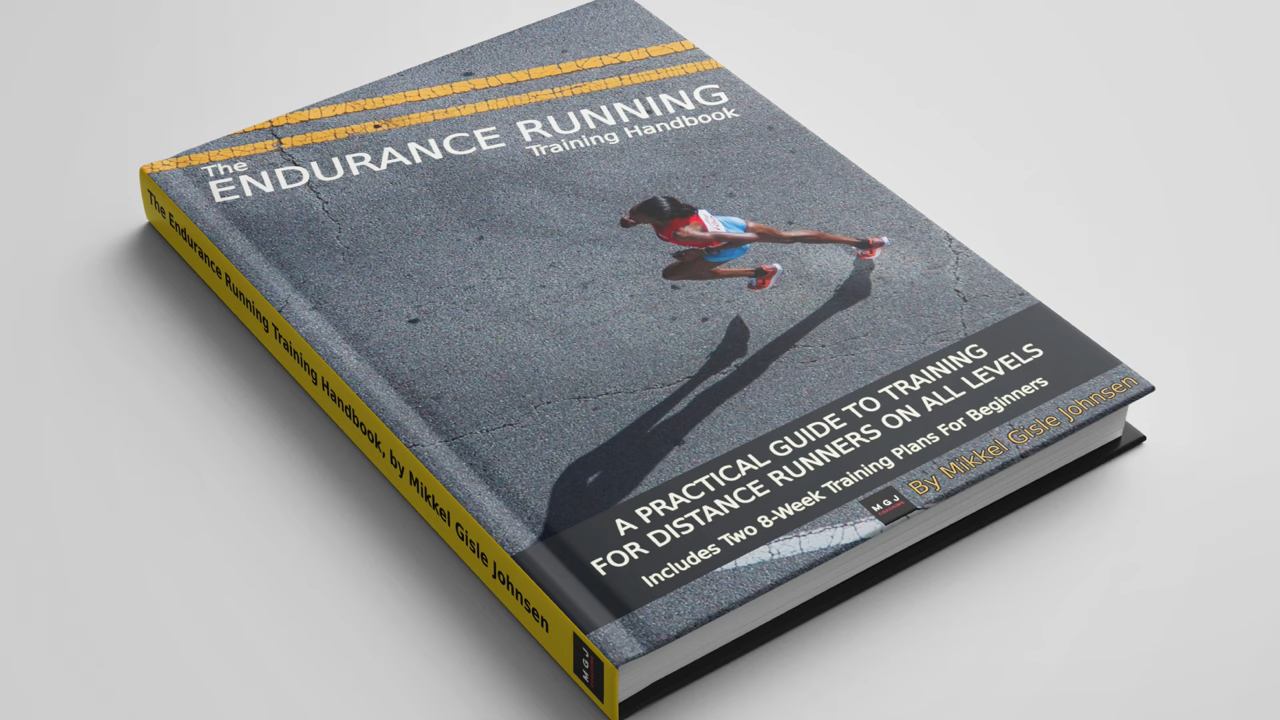 The
ENDURANCE RUNNING
Training Handbook
A PRACTICAL GUIDE TO TRAINING
FOR DISTANCE RUNNERS ON ALL LEVELS
Includes Two 8-Week Training Plans For Beginners
M G J
By Mikkel Gisle Johnsen
The Endurance Running Training Handbook, by Mikkel Gisle Johnsen
M G J